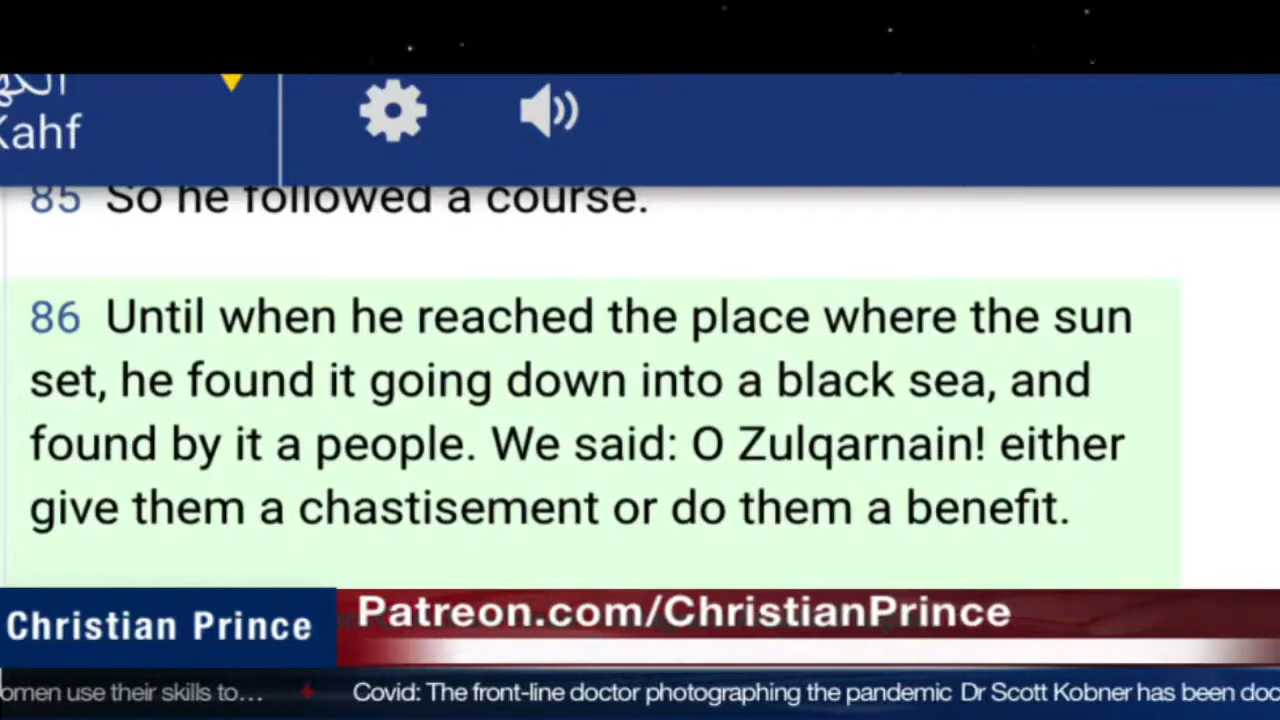 الكه
Kahf
85 So he followed a course.
86 Until when he reached the place where the sun
set, he found it going down into a black sea, and
found by it a people. We said: O Zulqarnain! either
give them a chastisement or do them a benefit.
Christian Prince
Patreon.com/ChristianPrince
omen use their skills to… Covid: The front-line doctor photographing the pandemic Dr Scott Kobner has been doc